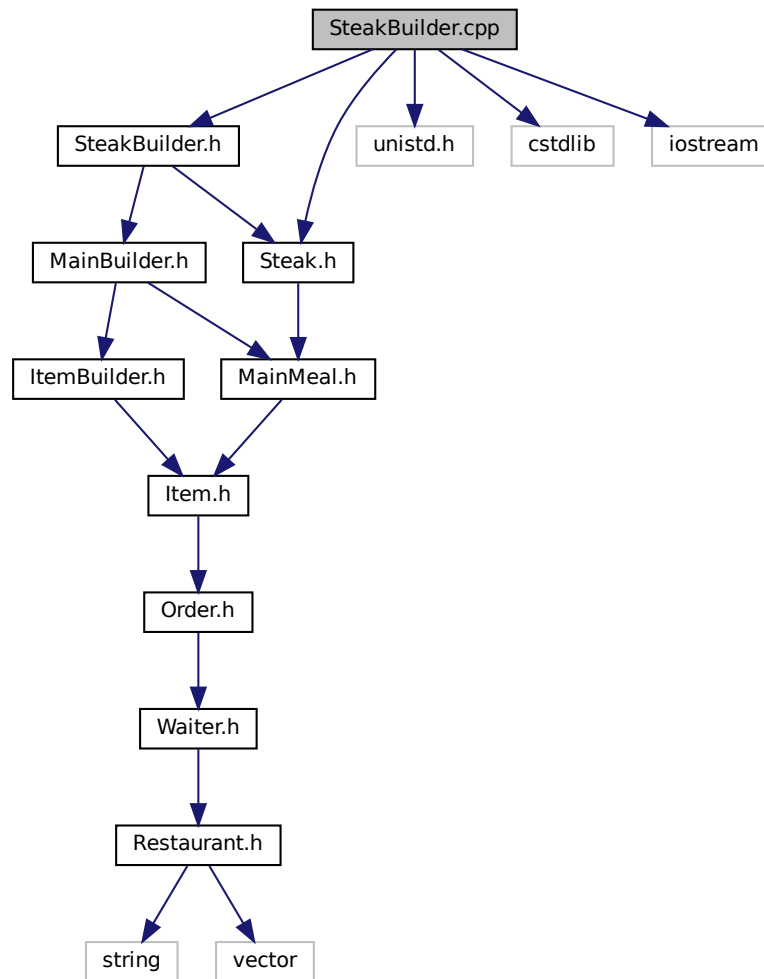 SteakBuilder.cpp
SteakBuilder.h
unistd.h
cstdlib
iostream
MainBuilder.h
Steak.h
ItemBuilder.h
MainMeal.h
Item.h
Order.h
Waiter.h
Restaurant.h
string
vector